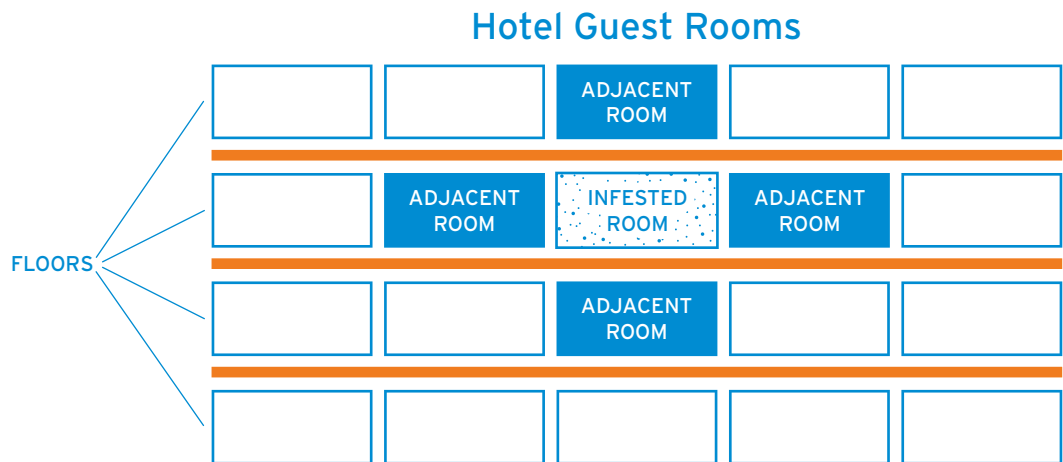 Hotel Guest Rooms
ADJACENT
ROOM
ADJACENT
ROOM
INFESTED
ROOM
ADJACENT
ROOM
FLOORS
ADJACENT
ROOM